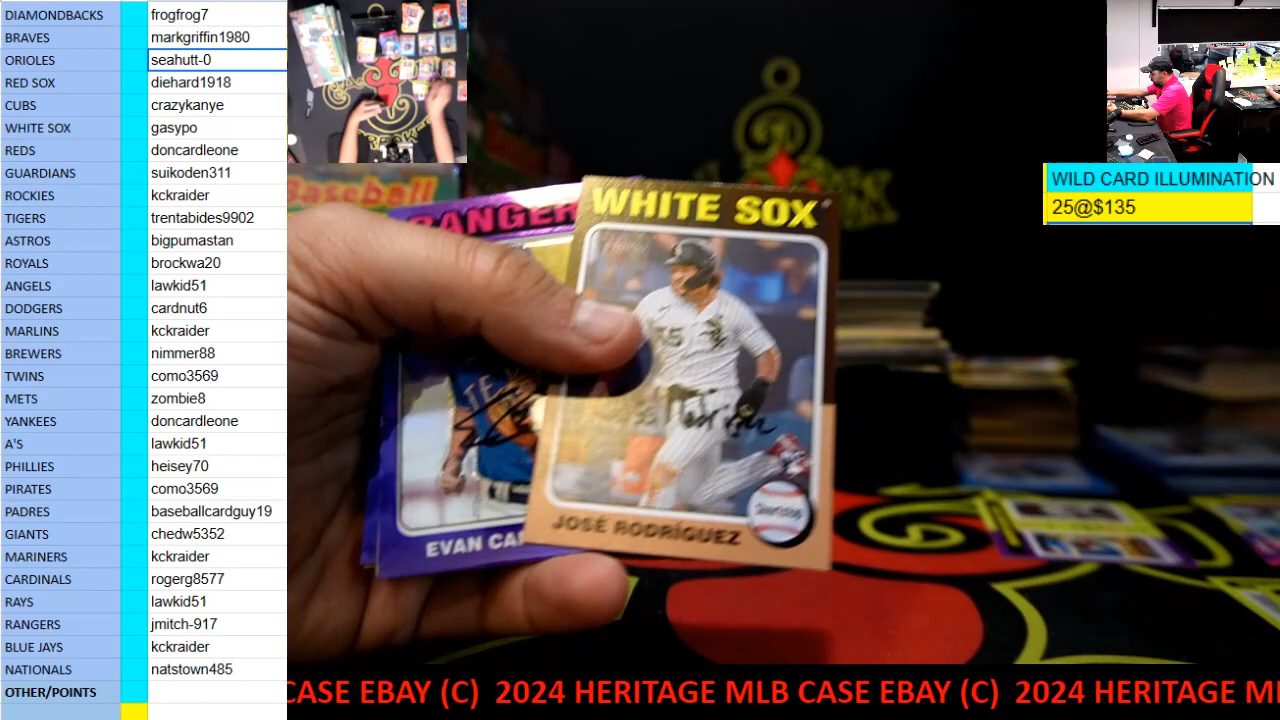 DIAMONDBACKS frogfrog7
BRAVES markgriffin1980
ORIOLES seahutt-0
RED SOX diehard1918
CUBS crazykanye
WHITE SOX gasypo
REDS doncardleone
GUARDIANS suikoden311
ROCKIES kckraider
TIGERS trentabides9902
ASTROS bigpumastan
ROYALS brockwa20
ANGELS lawkid51
DODGERS cardnut6
MARLINS kckraider
BREWERS nimmer88
TWINS como3569
METS zombie8
YANKEES doncardleone
A'S lawkid51
PHILLIES heisey70
PIRATES como3569
PADRES baseballcardguy19
GIANTS chedw5352
MARINERS kckraider
CARDINALS rogerg8577
RAYS lawkid51
RANGERS jmitch-917
BLUE JAYS kckraider
NATIONALS natstown485
OTHER/POINTS
WILD CARD ILLUMINATION
25@$135
Baseball
RANGER
WHITE SOX
EVAN CA
JOSÉ RODRÍGUEZ
CASE EBAY (C) 2024 HERITAGE MLB CASE EBAY (C) 2024 HERITAGE M